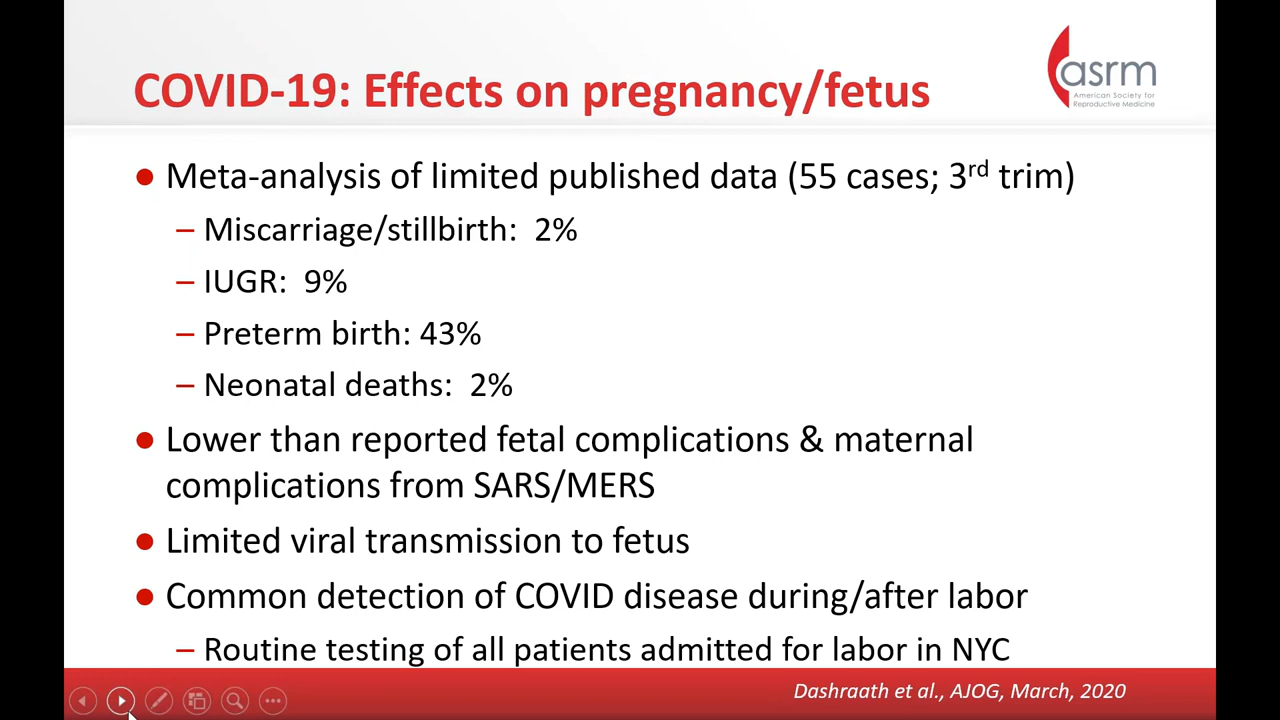 COVID-19: Effects on pregnancy/fetus
asrm
American Society for
Reproductive Medicine
● Meta-analysis of limited published data (55 cases; 3rd trim)
– Miscarriage/stillbirth: 2%
– IUGR: 9%
– Preterm birth: 43%
– Neonatal deaths: 2%
● Lower than reported fetal complications & maternal
complications from SARS/MERS
● Limited viral transmission to fetus
● Common detection of COVID disease during/after labor
– Routine testing of all patients admitted for labor in NYC
Dashraath et al., AJOG, March, 2020